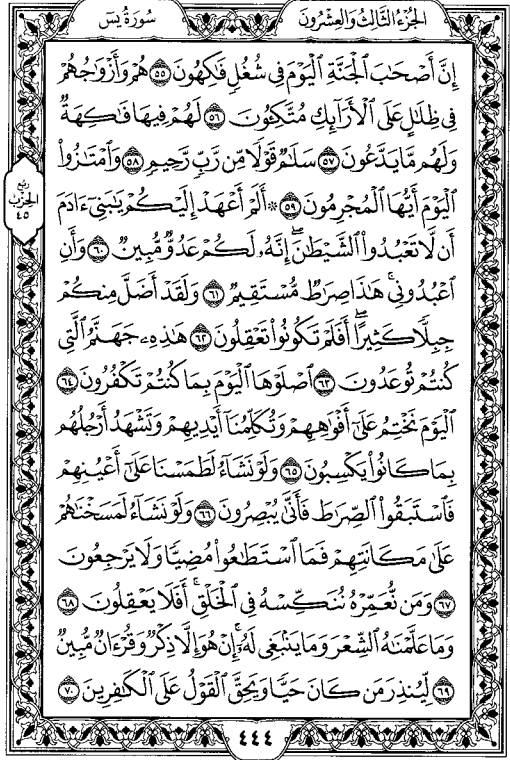 سُورَةُ يسٓ
الجُزْءُ الثَّالِثُ وَالعِشْرُونَ
إِنَّ أَصْحَٰبَ ٱلْجَنَّةِ ٱلْيَوْمَ فِى شُغُلٍ فَٰكِهُونَ ٥٥ هُمْ وَأَزْوَٰجُهُمْ
فِى ظِلَٰلٍ عَلَى ٱلْأَرَآئِكِ مُتَّكِـُٔونَ ٥٦ لَهُمْ فِيهَا فَٰكِهَةٌ
وَلَهُم مَّا يَدَّعُونَ ٥٧ سَلَٰمٌ قَوْلًا مِّن رَّبٍّ رَّحِيمٍ ٥٨ وَٱمْتَٰزُوا۟
ٱلْيَوْمَ أَيُّهَا ٱلْمُجْرِمُونَ ٥٩ ۞ أَلَمْ أَعْهَدْ إِلَيْكُمْ يَٰبَنِىٓ ءَادَمَ
أَن لَّا تَعْبُدُوا۟ ٱلشَّيْطَٰنَ ۖ إِنَّهُۥ لَكُمْ عَدُوٌّ مُّبِينٌ ٦٠ وَأَنِ
ٱعْبُدُونِى ۚ هَٰذَا صِرَٰطٌ مُّسْتَقِيمٌ ٦١ وَلَقَدْ أَضَلَّ مِنكُمْ
جِبِلًّا كَثِيرًا ۖ أَفَلَمْ تَكُونُوا۟ تَعْقِلُونَ ٦٢ هَٰذِهِۦ جَهَنَّمُ ٱلَّتِى
كُنتُمْ تُوعَدُونَ ٦٣ ٱصْلَوْهَا ٱلْيَوْمَ بِمَا كُنتُمْ تَكْفُرُونَ ٦٤
ٱلْيَوْمَ نَخْتِمُ عَلَىٰٓ أَفْوَٰهِهِمْ وَتُكَلِّمُنَآ أَيْدِيهِمْ وَتَشْهَدُ أَرْجُلُهُم
بِمَا كَانُوا۟ يَكْسِبُونَ ٦٥ وَلَوْ نَشَآءُ لَطَمَسْنَا عَلَىٰٓ أَعْيُنِهِمْ
فَٱسْتَبَقُوا۟ ٱلصِّرَٰطَ فَأَنَّىٰ يُبْصِرُونَ ٦٦ وَلَوْ نَشَآءُ لَمَسَخْنَٰهُمْ
عَلَىٰ مَكَانَتِهِمْ فَمَا ٱسْتَطَٰعُوا۟ مُضِيًّا وَلَا يَرْجِعُونَ
٦٧ وَمَن نُّعَمِّرْهُ نُنَكِّسْهُ فِى ٱلْخَلْقِ ۖ أَفَلَا يَعْقِلُونَ ٦٨
وَمَا عَلَّمْنَٰهُ ٱلشِّعْرَ وَمَا يَنۢبَغِى لَهُۥٓ ۚ إِنْ هُوَ إِلَّا ذِكْرٌ وَقُرْءَانٌ مُّبِينٌ
٦٩ لِّيُنذِرَ مَن كَانَ حَيًّا وَيَحِقَّ ٱلْقَوْلُ عَلَى ٱلْكَٰفِرِينَ ٧٠
ربع
الحزب
٤٥
٤٤٤